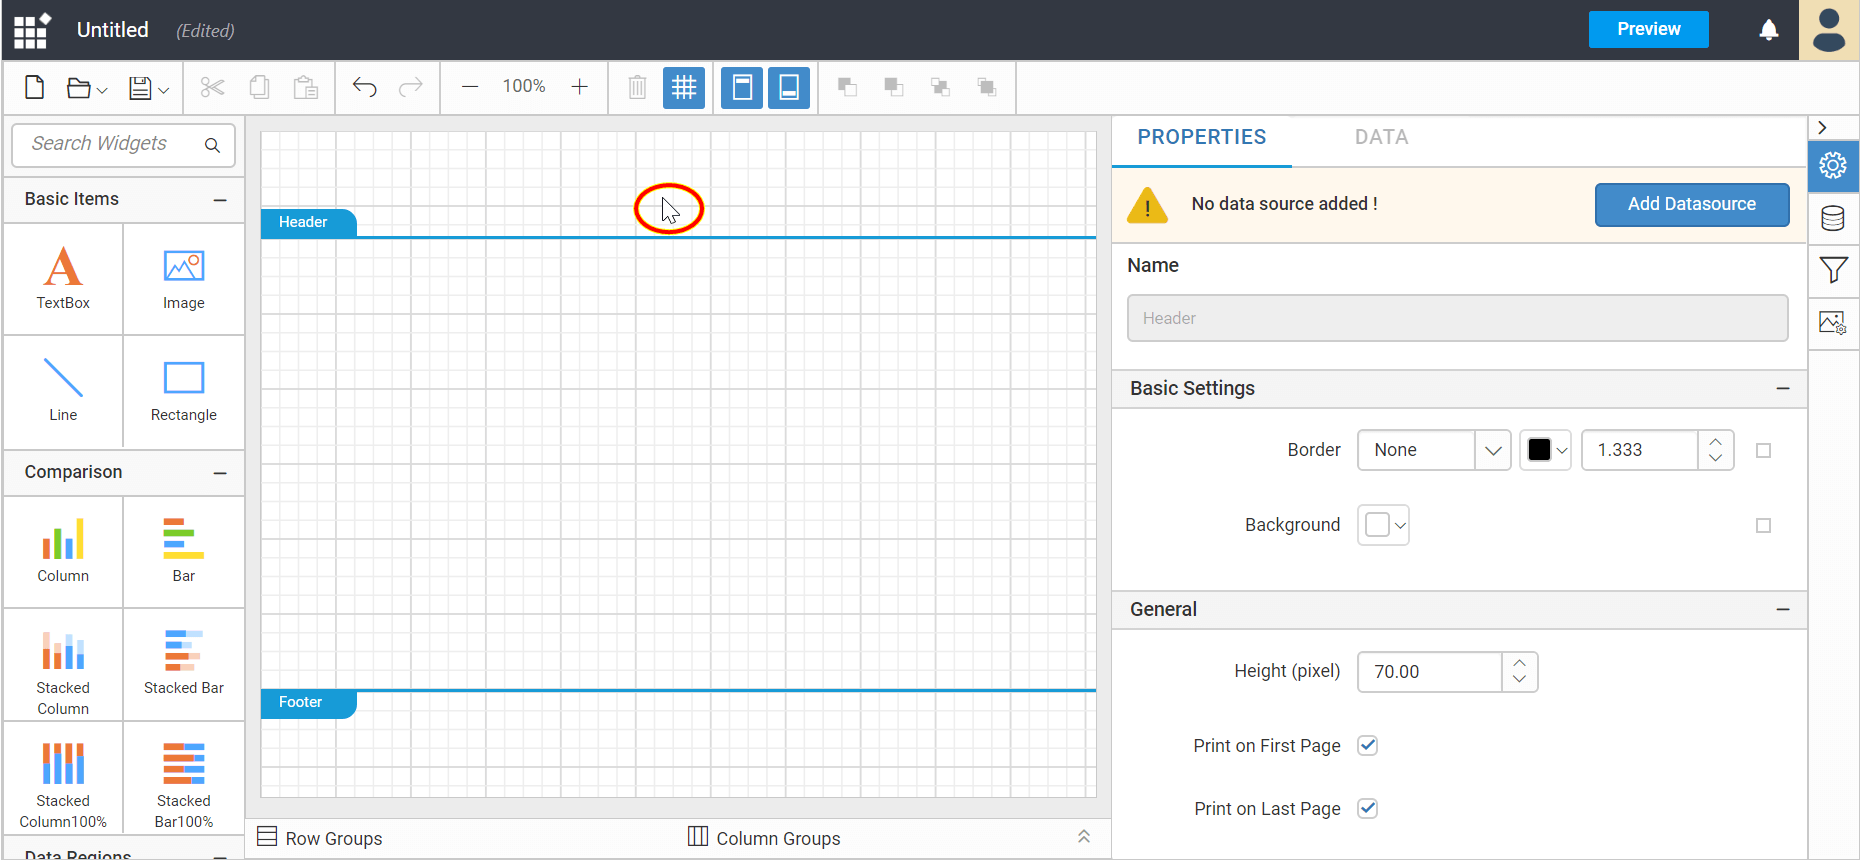 Untitled (Edited)
Preview
100%
Search Widgets
Basic Items
TextBox
Image
Line
Rectangle
Comparison
Column
Bar
Stacked
Column
Stacked Bar
Stacked
Column100%
Stacked
Bar100%
Data Regions
Header
Footer
Row Groups
Column Groups
PROPERTIES
DATA
No data source added !
Add Datasource
Name
Header
Basic Settings
Border
None
1.333
Background
General
Height (pixel)
70.00
Print on First Page
Print on Last Page